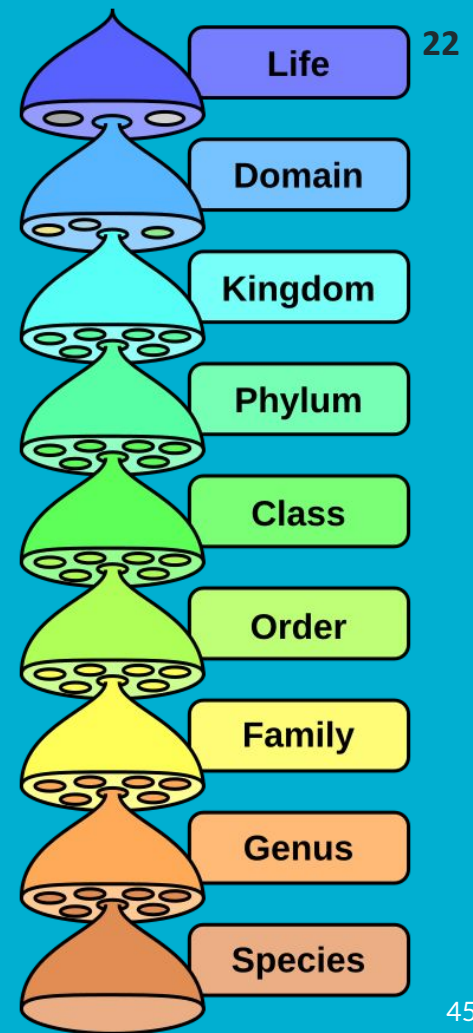 Life
22
Domain
Kingdom
Phylum
Class
Order
Family
Genus
Species
45